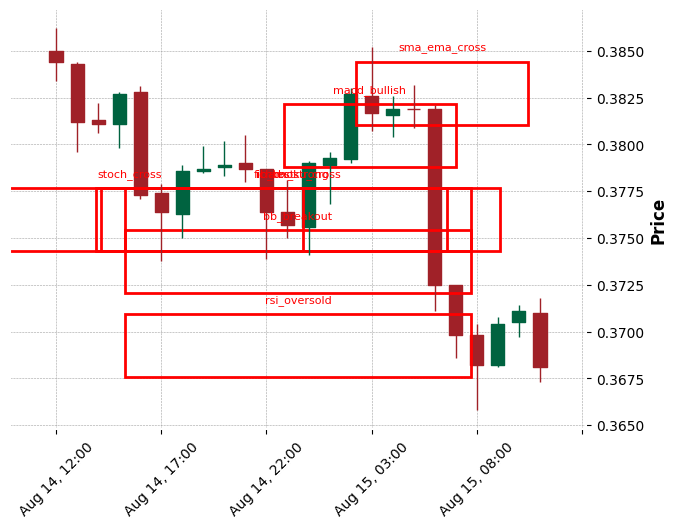 sma_ema_cross
macd_bullish
stoch_cross
bb_breakout
rsi_oversold
0.3850
0.3825
0.3800
0.3775
0.3750
0.3725
0.3700
0.3675
0.3650
Price
Aug 14, 12:00
Aug 14, 17:00
Aug 14, 22:00
Aug 15, 03:00
Aug 15, 08:00